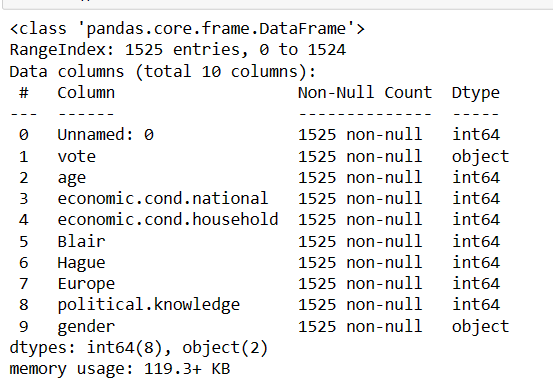 <class 'pandas.core.frame.DataFrame'>
RangeIndex: 1525 entries, 0 to 1524
Data columns (total 10 columns):
 #   Column                   Non-Null Count  Dtype
---  ------                   --------------  -----
 0   Unnamed: 0               1525 non-null   int64
 1   vote                     1525 non-null   object
 2   age                      1525 non-null   int64
 3   economic.cond.national   1525 non-null   int64
 4   economic.cond.household  1525 non-null   int64
 5   Blair                    1525 non-null   int64
 6   Hague                    1525 non-null   int64
 7   Europe                   1525 non-null   int64
 8   political.knowledge      1525 non-null   int64
 9   gender                   1525 non-null   object
dtypes: int64(8), object(2)
memory usage: 119.3+ KB